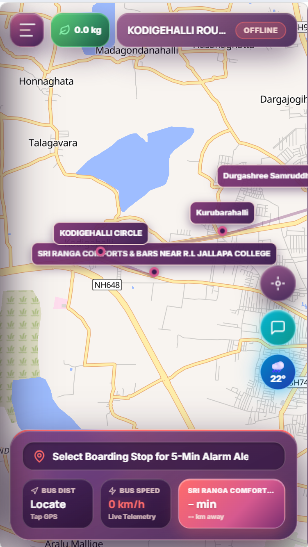 0.0 kg
KODIGEHALLI ROU...
OFFLINE
Madagondanahalli
Honnaghata
Dargajogih
Talagavara
Durgashree Samruddh
Kurubarahalli
KODIGEHALLI CIRCLE
SRI RANGA COMFORTS & BARS NEAR R.L JALLAPA COLLEGE
NH648
22°
Select Boarding Stop for 5-Min Alarm Ale
BUS DIST
Locate
Tap GPS
BUS SPEED
0 km/h
Live Telemetry
SRI RANGA COMFORT...
-- min
-- km away
Aralu Mallige